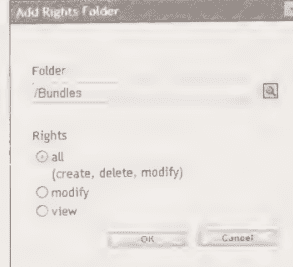 Add Rights Folder
Folder
/Bundles
Rights
all
(create, delete, modify)
modify
view
OK Cancel